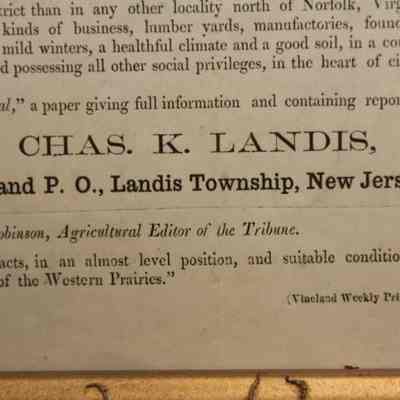 trict than in any other locality north of Norfolk, Virg
kinds of business, lumber yards, manufactories, foun
mild winters, a healthful climate and a good soil, in a co
d possessing all other social privileges, in the heart of ci
al," a paper giving full information and containing repor
CHAS. K. LANDIS,
and P. O., Landis Township, New Jers
obinson, Agricultural Editor of the Tribune.
acts, in an almost level position, and suitable conditio
of the Western Prairies."
(Vineland Weekly Pri